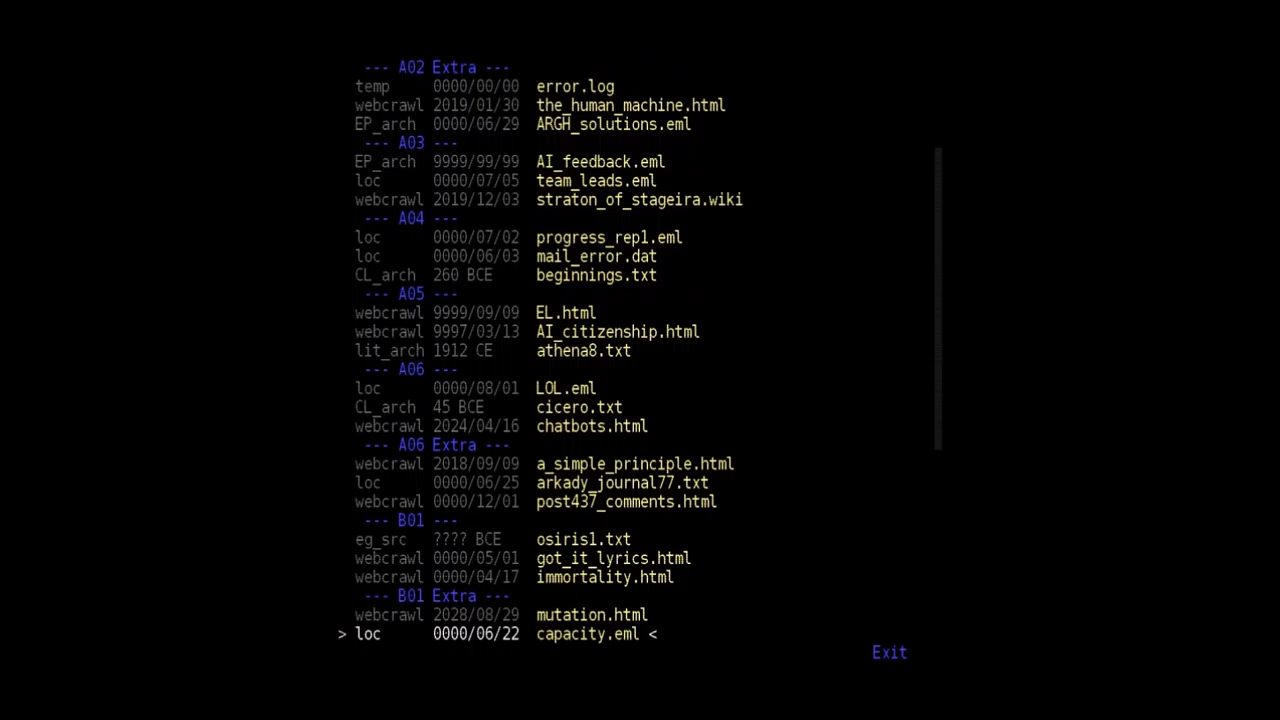 --- A02 Extra ---
temp 0000/00/00 error.log
webcrawl 2019/01/30 the_human_machine.html
EP_arch 0000/06/29 ARGH_solutions.eml
--- A03 ---
EP_arch 9999/99/99 AI_feedback.eml
loc 0000/07/05 team_leads.eml
webcrawl 2019/12/03 straton_of_stageira.wiki
--- A04 ---
loc 0000/07/02 progress_rep1.eml
loc 0000/06/03 mail_error.dat
CL_arch 260 BCE beginnings.txt
--- A05 ---
webcrawl 9999/09/09 EL.html
webcrawl 9997/03/13 AI_citizenship.html
lit_arch 1912 CE athena8.txt
--- A06 ---
loc 0000/08/01 LOL.eml
CL_arch 45 BCE cicero.txt
webcrawl 2024/04/16 chatbots.html
--- A06 Extra ---
webcrawl 2018/09/09 a_simple_principle.html
loc 0000/06/25 arkady_journal77.txt
webcrawl 0000/12/01 post437_comments.html
--- B01 ---
eg_src ???? BCE osiris1.txt
webcrawl 0000/05/01 got_it_lyrics.html
webcrawl 0000/04/17 immortality.html
--- B01 Extra ---
webcrawl 2028/08/29 mutation.html
> loc 0000/06/22 capacity.eml <
Exit